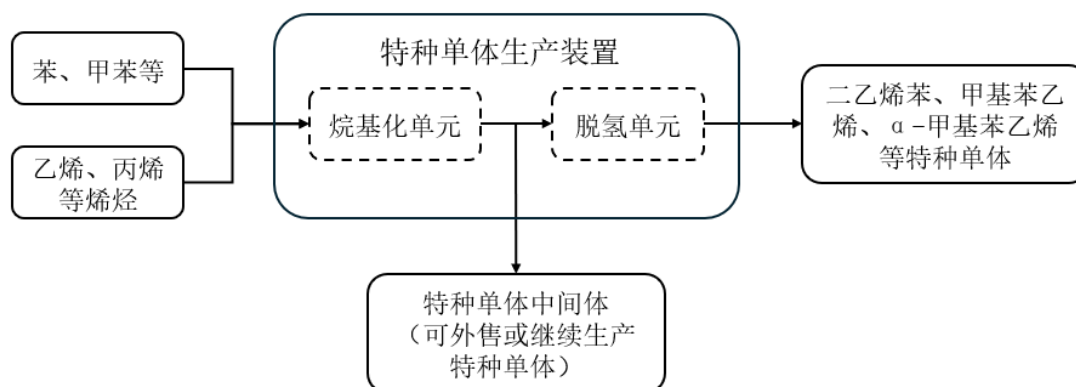 特种单体生产装置
苯、甲苯等
乙烯、丙烯
等烯烃
烷基化单元
脱氢单元
二乙烯苯、甲基苯乙
烯、α-甲基苯乙烯
等特种单体
特种单体中间体
（可外售或继续生产
特种单体）